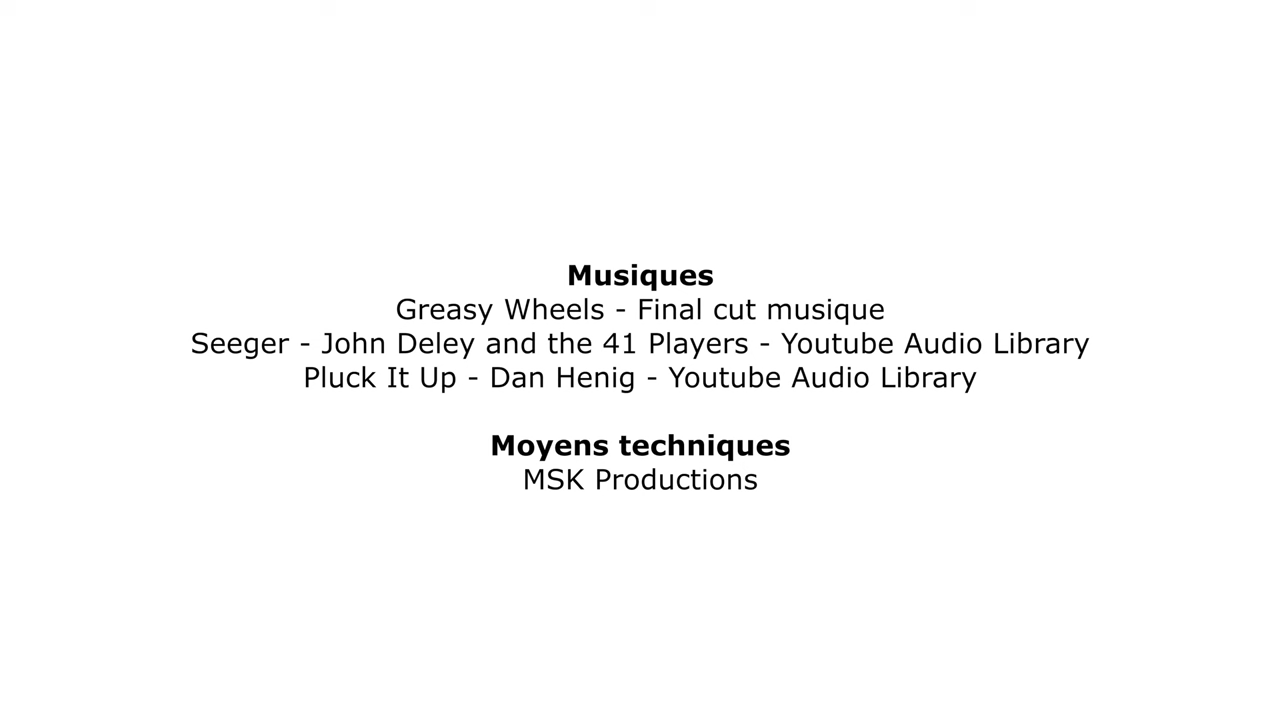 Musiques
Greasy Wheels - Final cut musique
Seeger - John Deley and the 41 Players - Youtube Audio Library
Pluck It Up - Dan Henig - Youtube Audio Library
Moyens techniques
MSK Productions